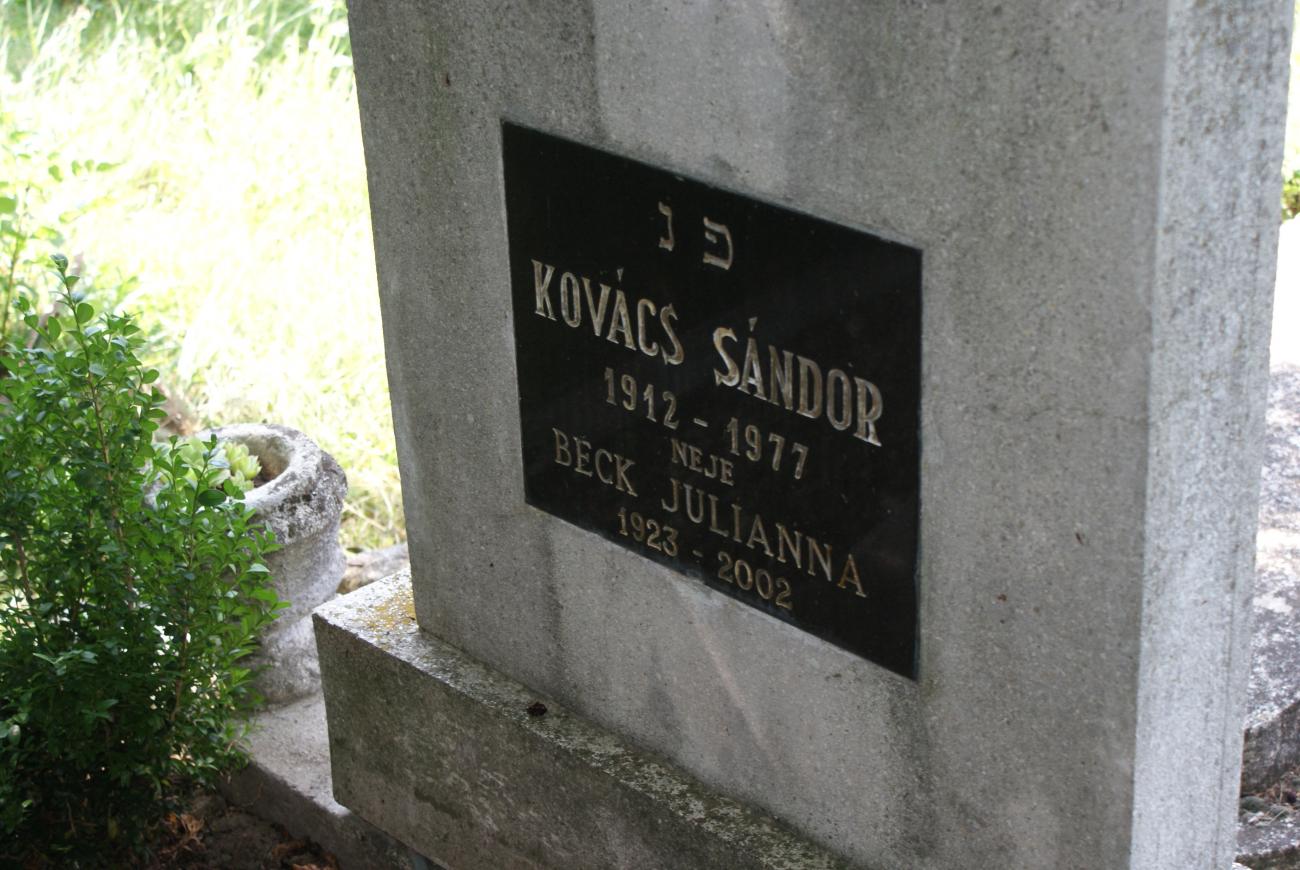 פ נ
KOVÁCS SÁNDOR
1912 - 1977
NEJE
BECK JULIANNA
1923 - 2002